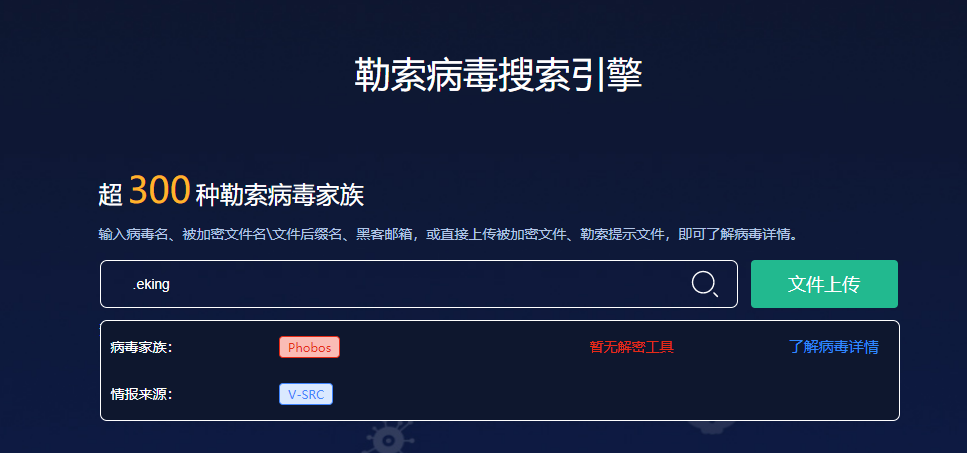 勒索病毒搜索引擎
超 300 种勒索病毒家族
输入病毒名、被加密文件名\文件后缀名、黑客邮箱，或直接上传被加密文件、勒索提示文件，即可了解病毒详情。
.eking 文件上传
病毒家族： Phobos 暂无解密工具 了解病毒详情
情报来源： V-SRC